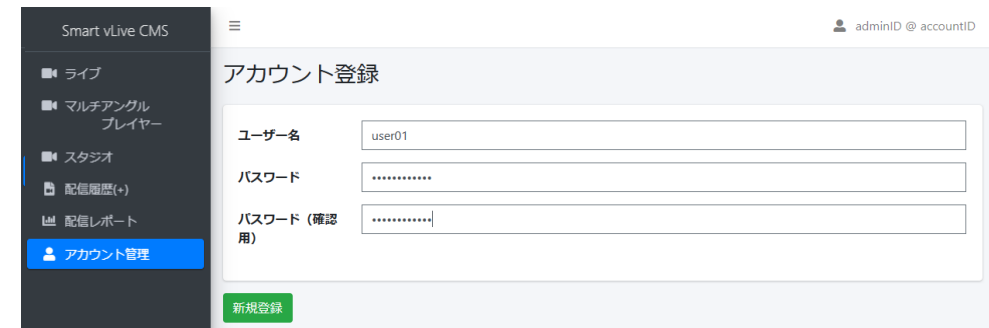 Smart vLive CMS
adminID @ accountID
ライブ
マルチアングル
プレイヤー
スタジオ
配信履歴(+)
配信レポート
アカウント管理
アカウント登録
ユーザー名
user01
パスワード
••••••••••••
パスワード（確認
用）
••••••••••••
新規登録